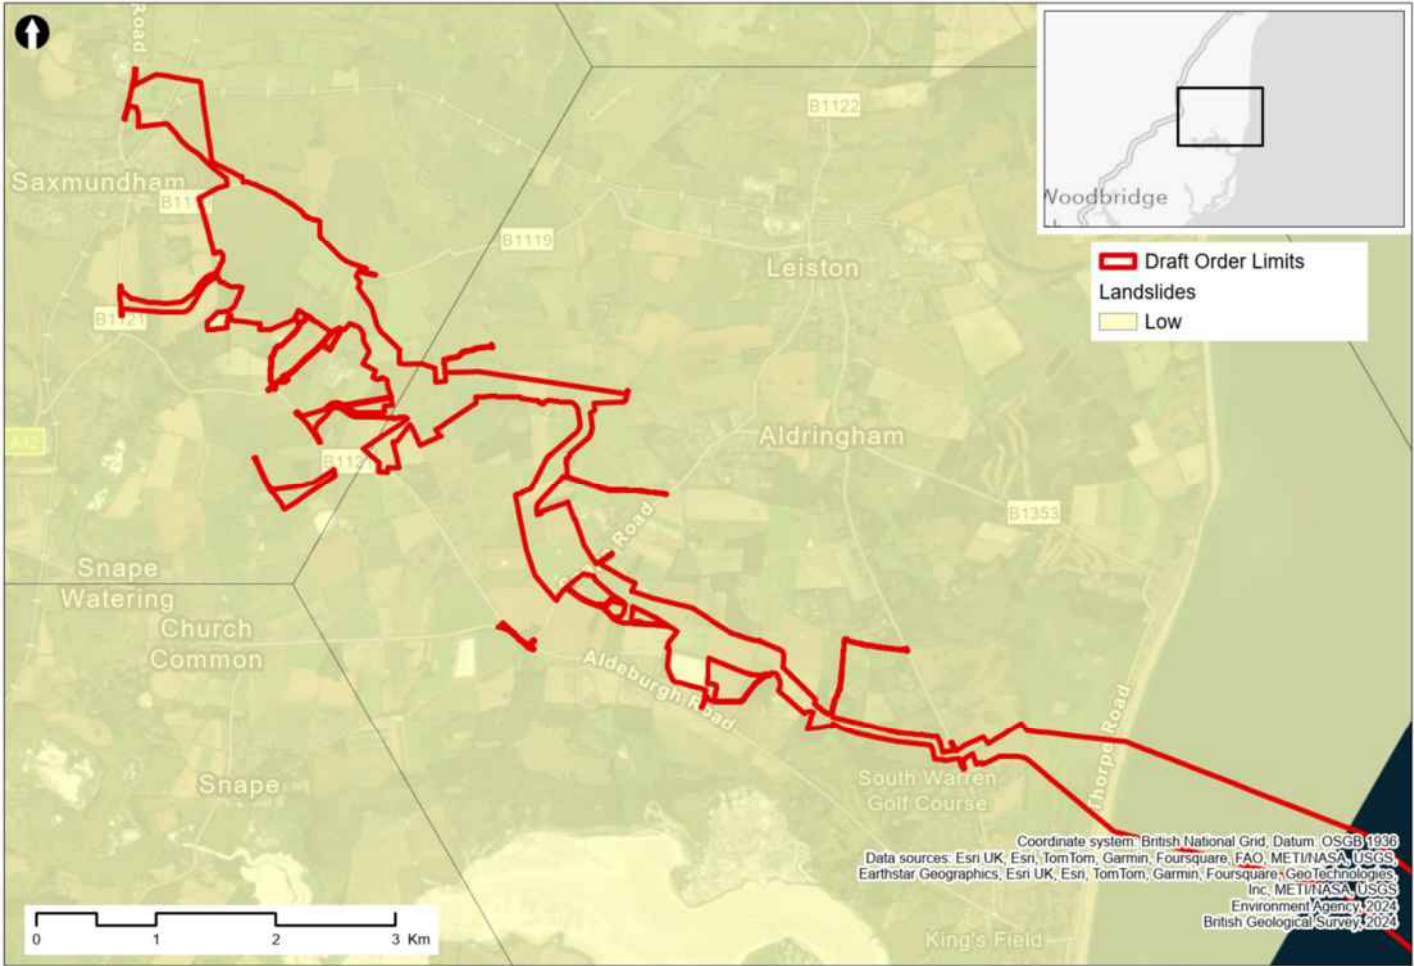 Road
B1122
Woodbridge
Saxmundham
B111
B1119
Leiston
Draft Order Limits
Landslides
Low
B1121
A12
Aldringham
B1121
B1353
Road
Snape
Watering
Church
Common
Aldeburgh Road
Thorpe Road
Snape
South Warren
Golf Course
Coordinate system: British National Grid, Datum: OSGB 1936
Data sources: Esri UK, Esri, TomTom, Garmin, Foursquare, FAO, METI/NASA, USGS,
Earthstar Geographics, Esri UK, Esri, TomTom, Garmin, Foursquare, GeoTechnologies,
Inc, METI/NASA, USGS
Environment Agency, 2024
British Geological Survey, 2024
0 1 2 3 Km
King's Field